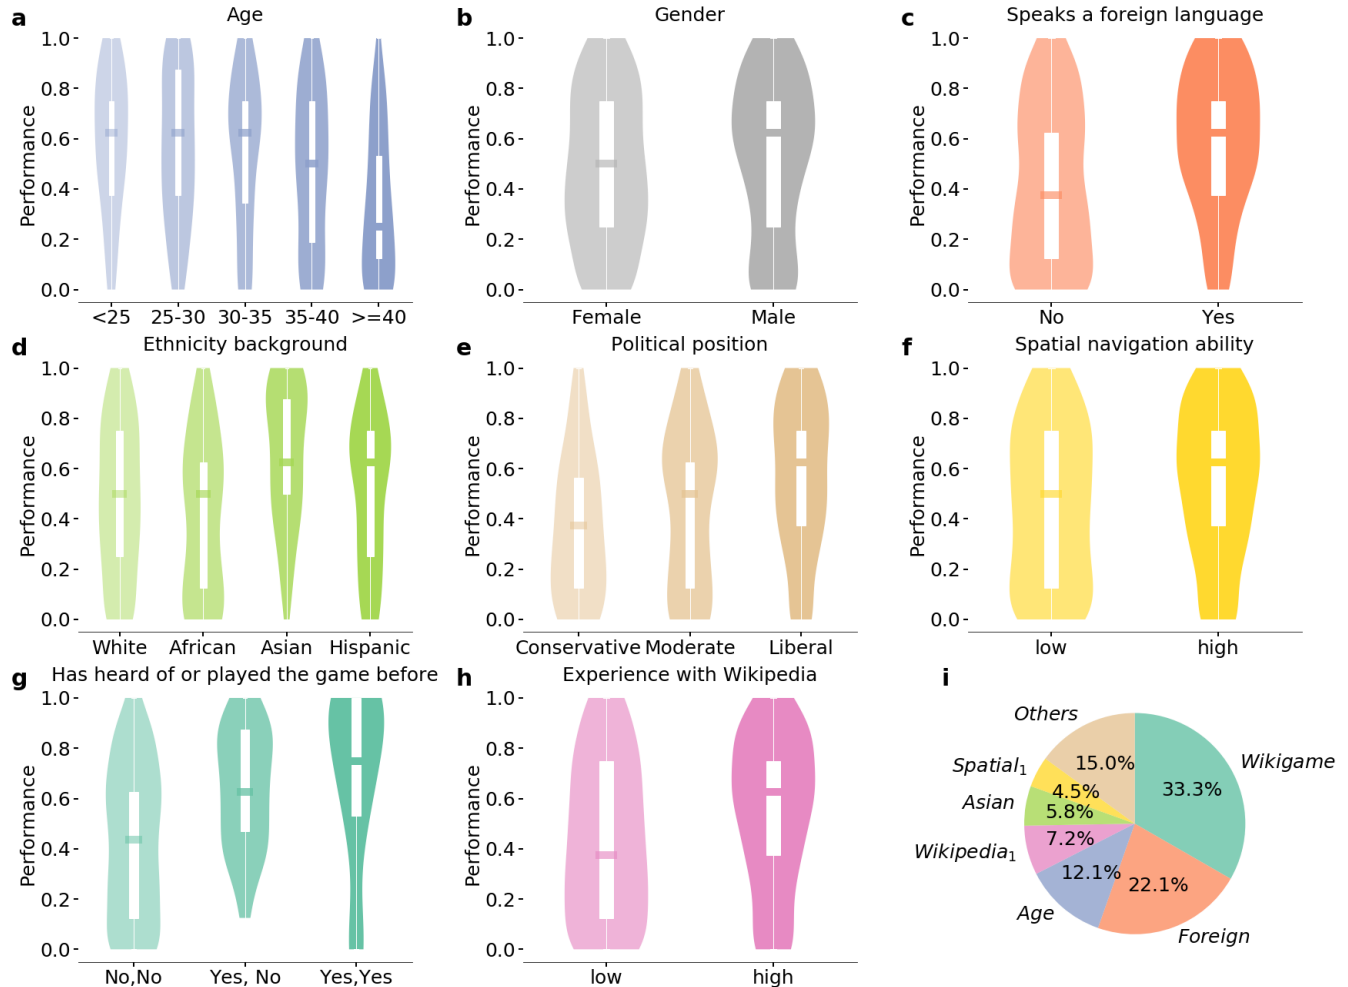 a Age
Performance
1.0
0.8
0.6
0.4
0.2
0.0
<25 25-30 30-35 35-40 >=40
b Gender
Performance
1.0
0.8
0.6
0.4
0.2
0.0
Female Male
c Speaks a foreign language
Performance
1.0
0.8
0.6
0.4
0.2
0.0
No Yes
d Ethnicity background
Performance
1.0
0.8
0.6
0.4
0.2
0.0
White African Asian Hispanic
e Political position
Performance
1.0
0.8
0.6
0.4
0.2
0.0
Conservative Moderate Liberal
f Spatial navigation ability
Performance
1.0
0.8
0.6
0.4
0.2
0.0
low high
g Has heard of or played the game before
Performance
1.0
0.8
0.6
0.4
0.2
0.0
No,No Yes, No Yes,Yes
h Experience with Wikipedia
Performance
1.0
0.8
0.6
0.4
0.2
0.0
low high
i
Others
15.0%
Wikigame
33.3%
Spatial₁
4.5%
Asian
5.8%
Wikipedia₁
7.2%
Age
12.1%
Foreign
22.1%